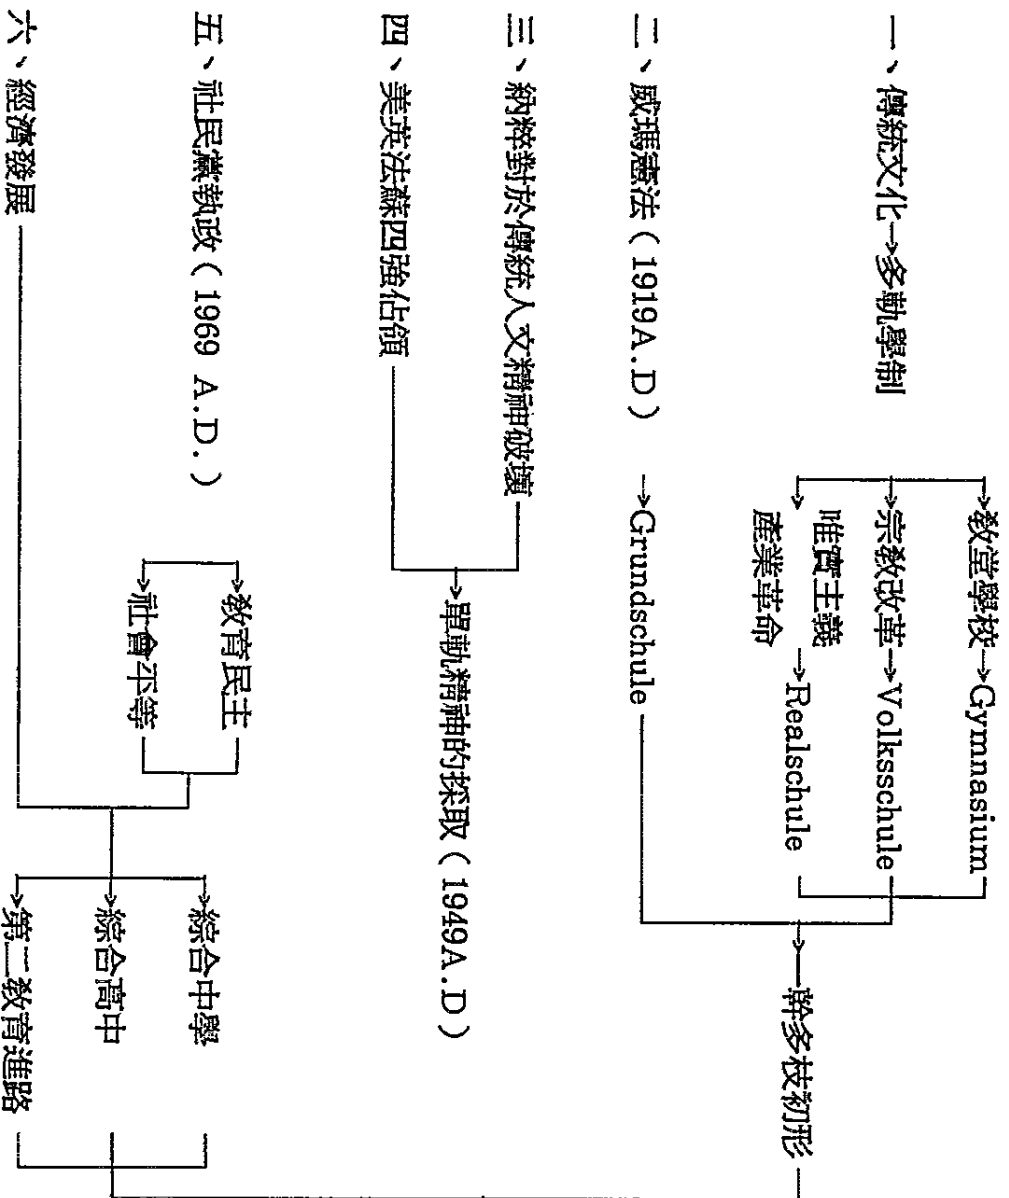 →教堂學校→Gymnasium
一、傳統文化→多軌學制
→宗教改革→Volksschule
唯實主義
產業革命
→Realschule
→一幹多枝初形
二、威瑪憲法(1919A.D) →Grundschule
三、納粹對於傳統人文精神破壞
→單軌精神的採取(1949A.D)
四、美英法蘇四強佔領
五、社民黨執政(1969 A.D.)
→教育民主
→社會平等
→綜合中學
→綜合高中
→第二教育進路
六、經濟發展